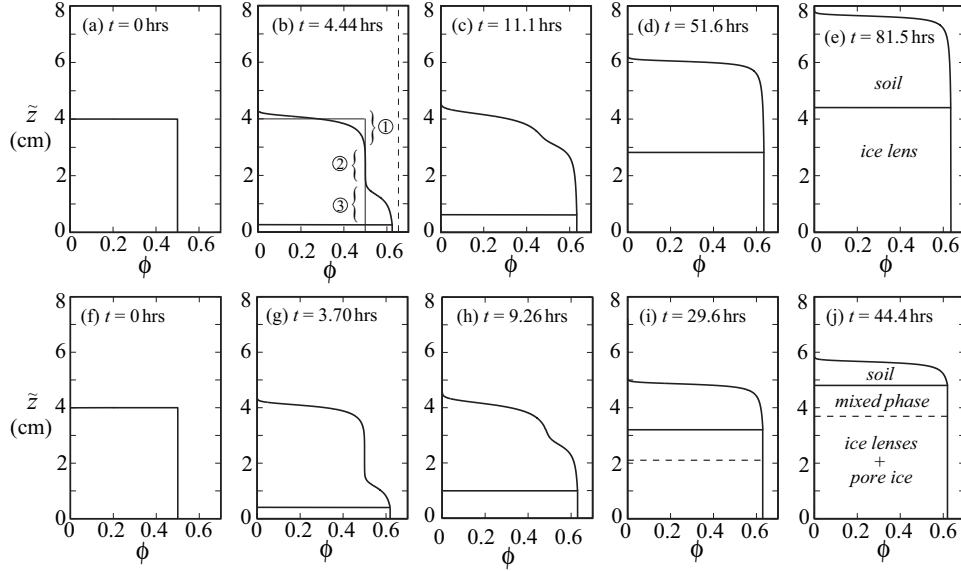 (a) t = 0 hrs
(b) t = 4.44 hrs
(c) t = 11.1 hrs
(d) t = 51.6 hrs
(e) t = 81.5 hrs
8
6
4
2
0
z̃
(cm)
①
②
③
soil
ice lens
0 0.2 0.4 0.6
ϕ
8
6
4
2
0
0 0.2 0.4 0.6
ϕ
8
6
4
2
0
0 0.2 0.4 0.6
ϕ
8
6
4
2
0
0 0.2 0.4 0.6
ϕ
8
6
4
2
0
0 0.2 0.4 0.6
ϕ
(f) t = 0 hrs
(g) t = 3.70 hrs
(h) t = 9.26 hrs
(i) t = 29.6 hrs
(j) t = 44.4 hrs
8
6
4
2
0
z̃
(cm)
soil
mixed phase
ice lenses
+
pore ice
0 0.2 0.4 0.6
ϕ
8
6
4
2
0
0 0.2 0.4 0.6
ϕ
8
6
4
2
0
0 0.2 0.4 0.6
ϕ
8
6
4
2
0
0 0.2 0.4 0.6
ϕ
8
6
4
2
0
0 0.2 0.4 0.6
ϕ